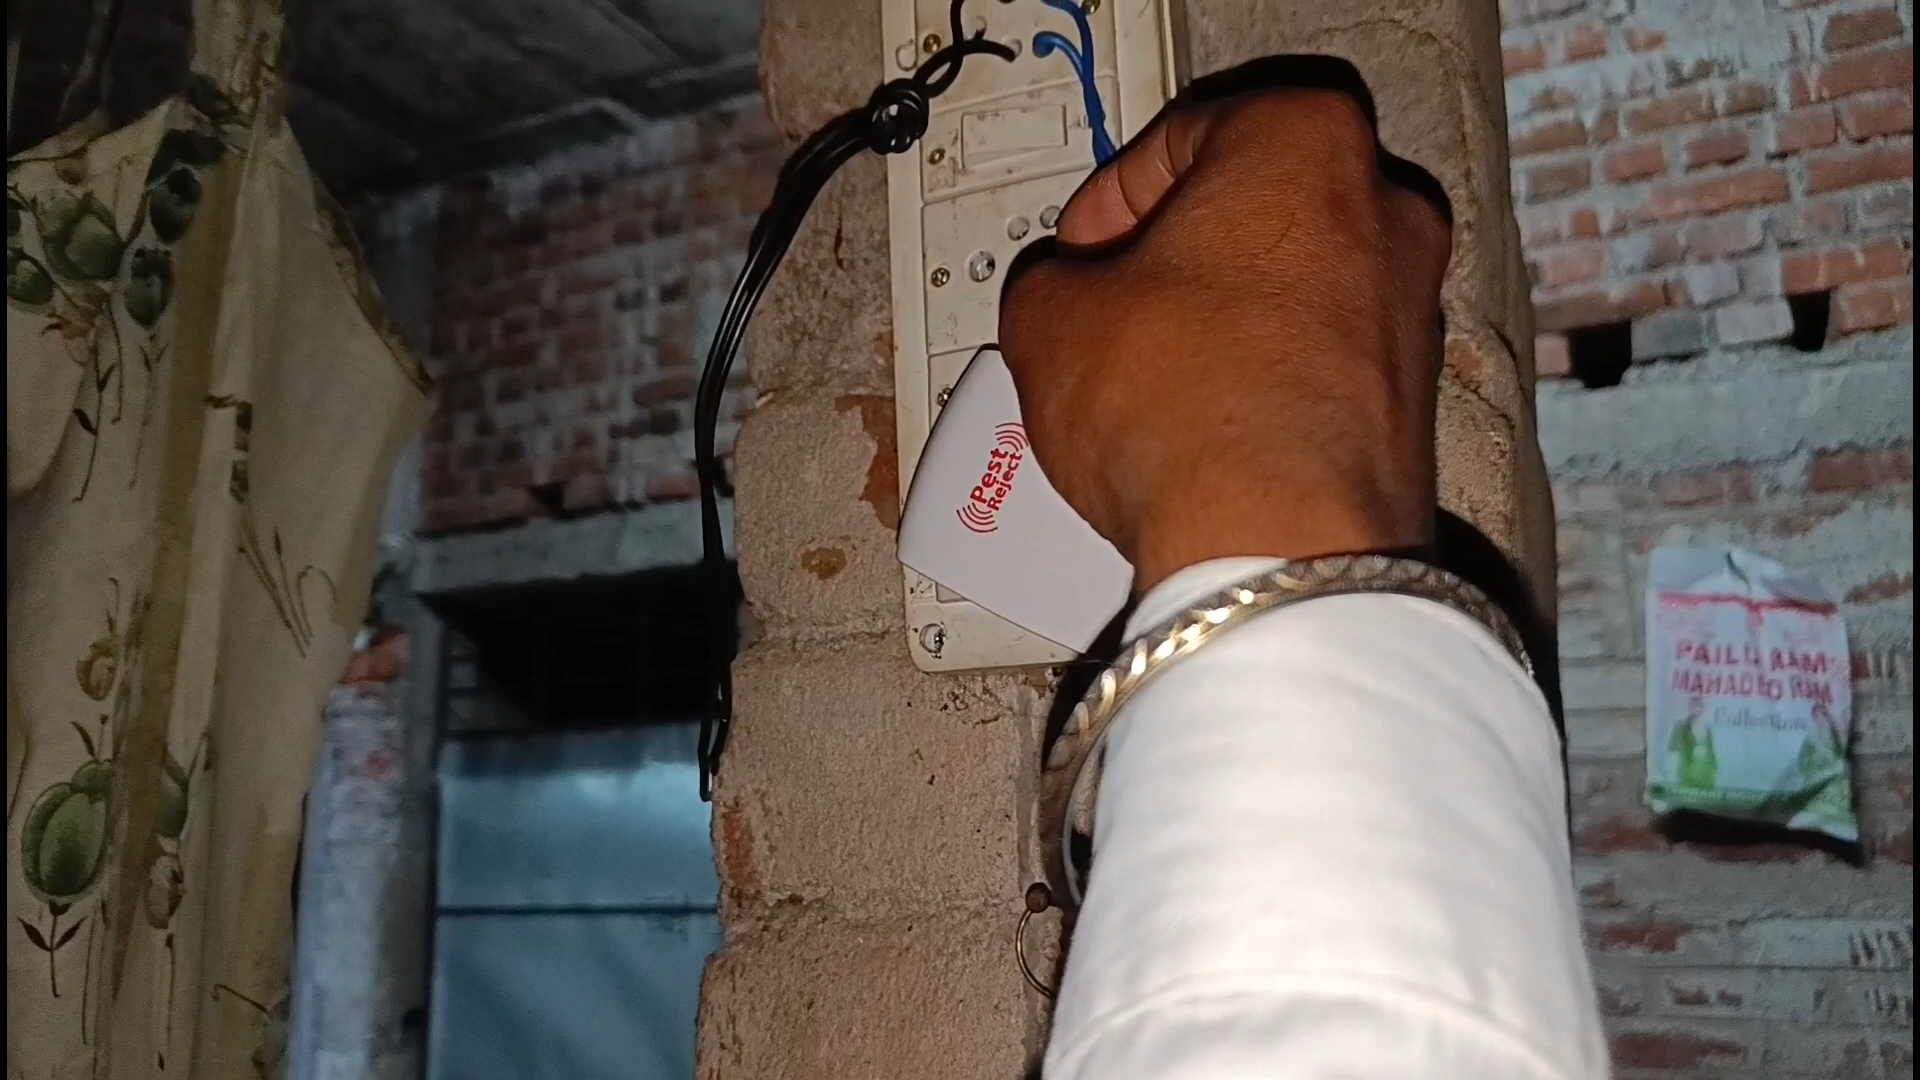 Pest
Reject
PAILU RAM
MAHADEO RAM
Collection